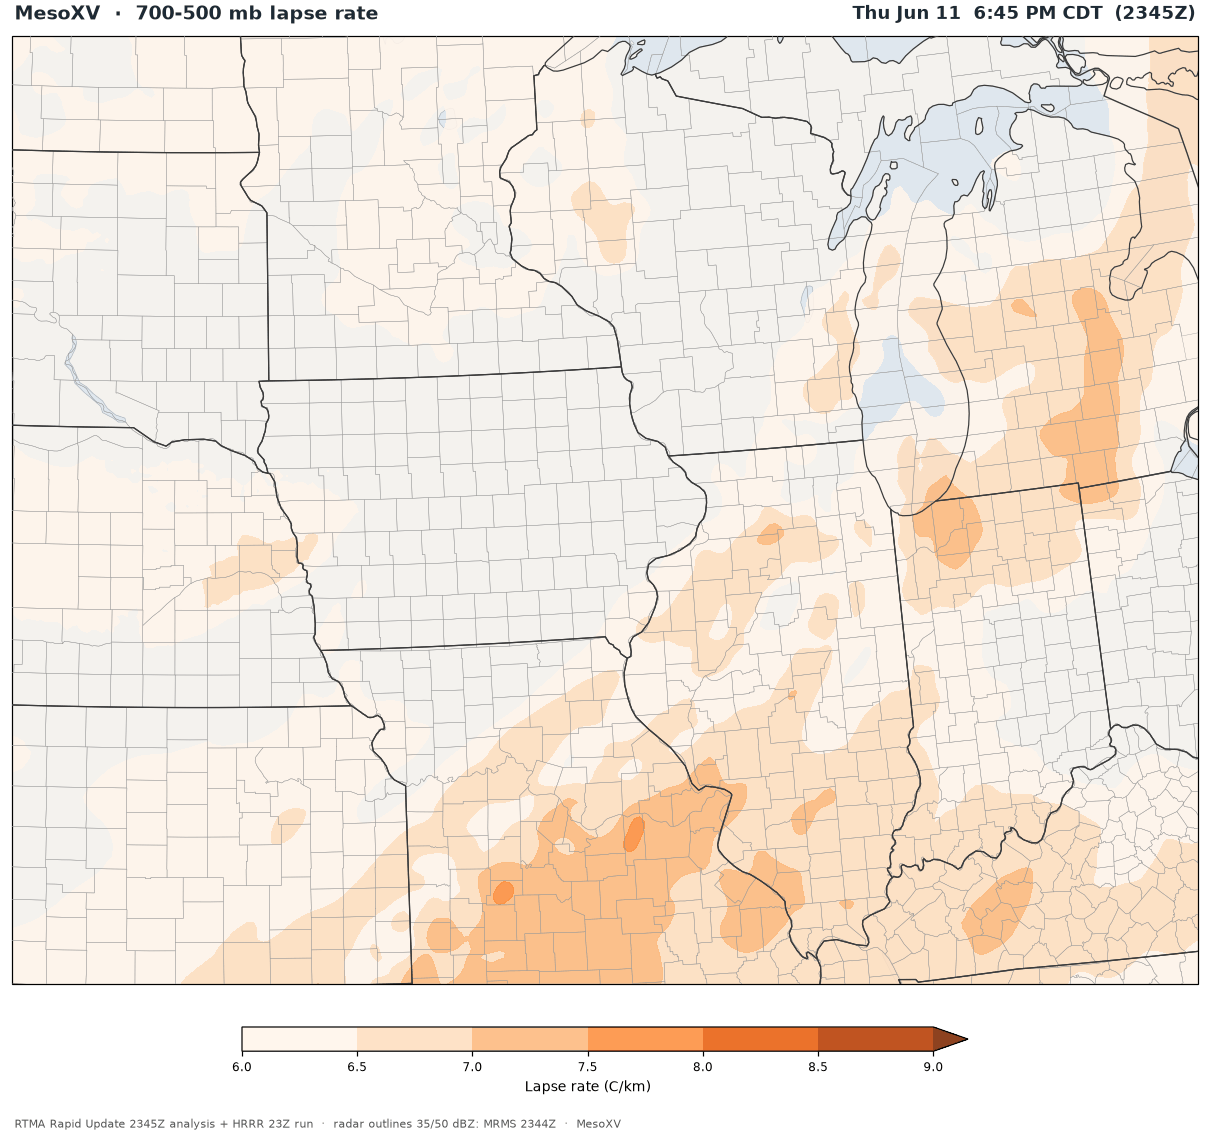 MesoXV · 700-500 mb lapse rate
Thu Jun 11 6:45 PM CDT (2345Z)
6.0 6.5 7.0 7.5 8.0 8.5 9.0
Lapse rate (C/km)
RTMA Rapid Update 2345Z analysis + HRRR 23Z run · radar outlines 35/50 dBZ: MRMS 2344Z · MesoXV